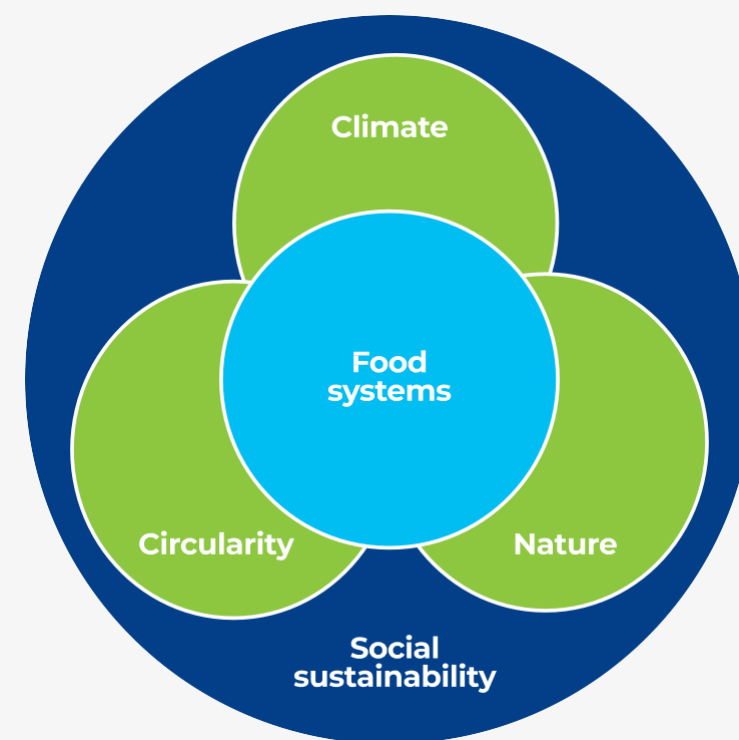 Climate
Food
systems
Circularity
Nature
Social
sustainability